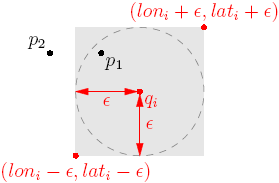 (lon_i + ϵ, lat_i + ϵ)
p_2
p_1
ϵ
q_i
ϵ
(lon_i − ϵ, lat_i − ϵ)